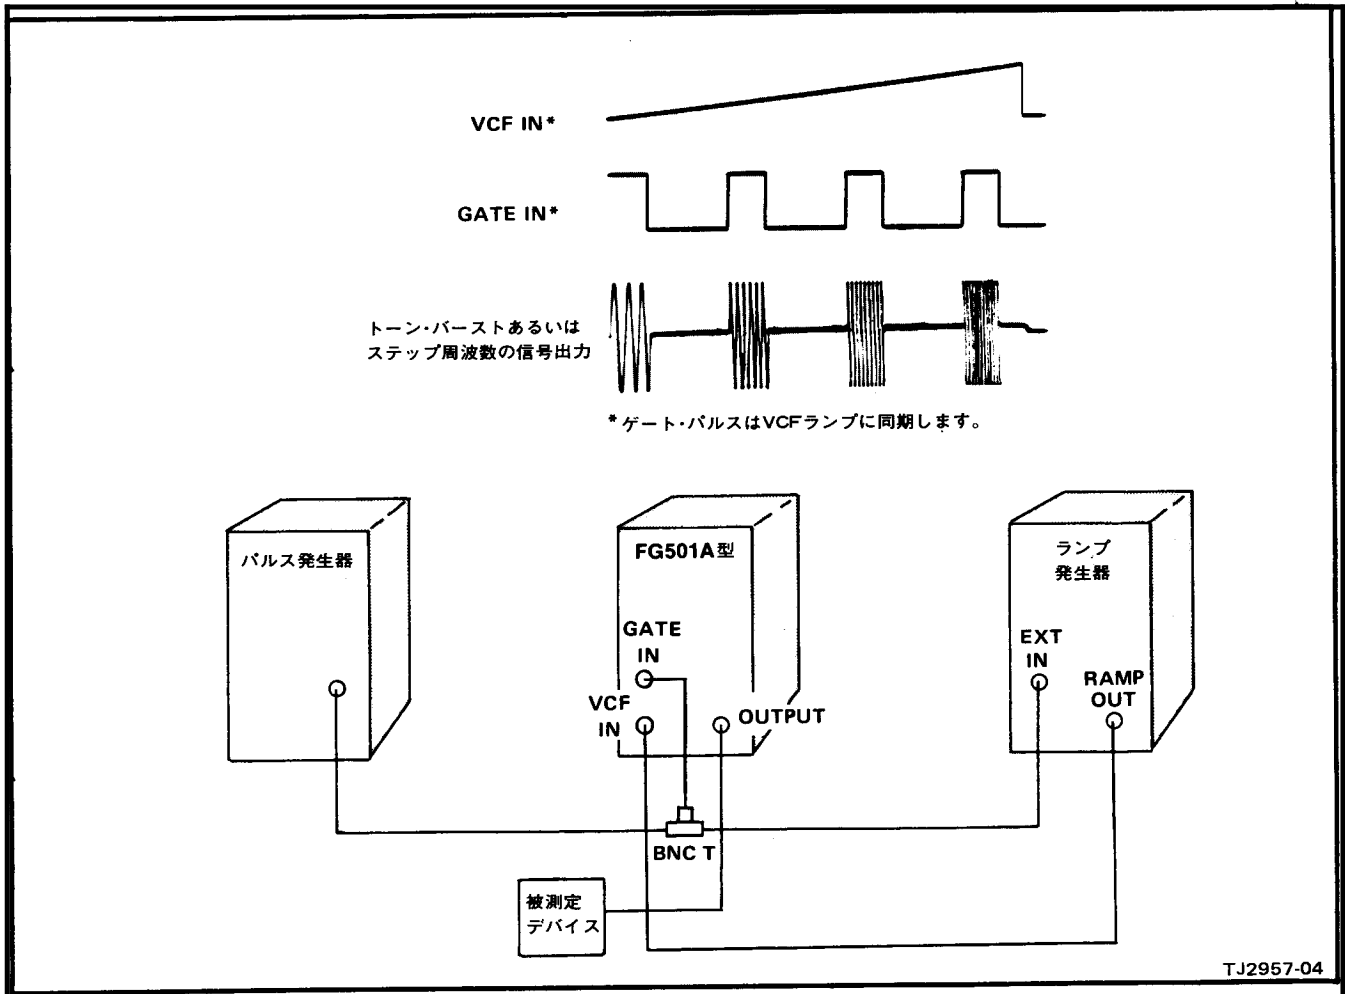 VCF IN*
GATE IN*
トーン・バーストあるいは
ステップ周波数の信号出力
*ゲート・パルスはVCFランプに同期します。
パルス発生器
FG501A型
GATE
IN
VCF
IN
OUTPUT
BNC T
被測定
デバイス
ランプ
発生器
EXT
IN
RAMP
OUT
TJ2957-04